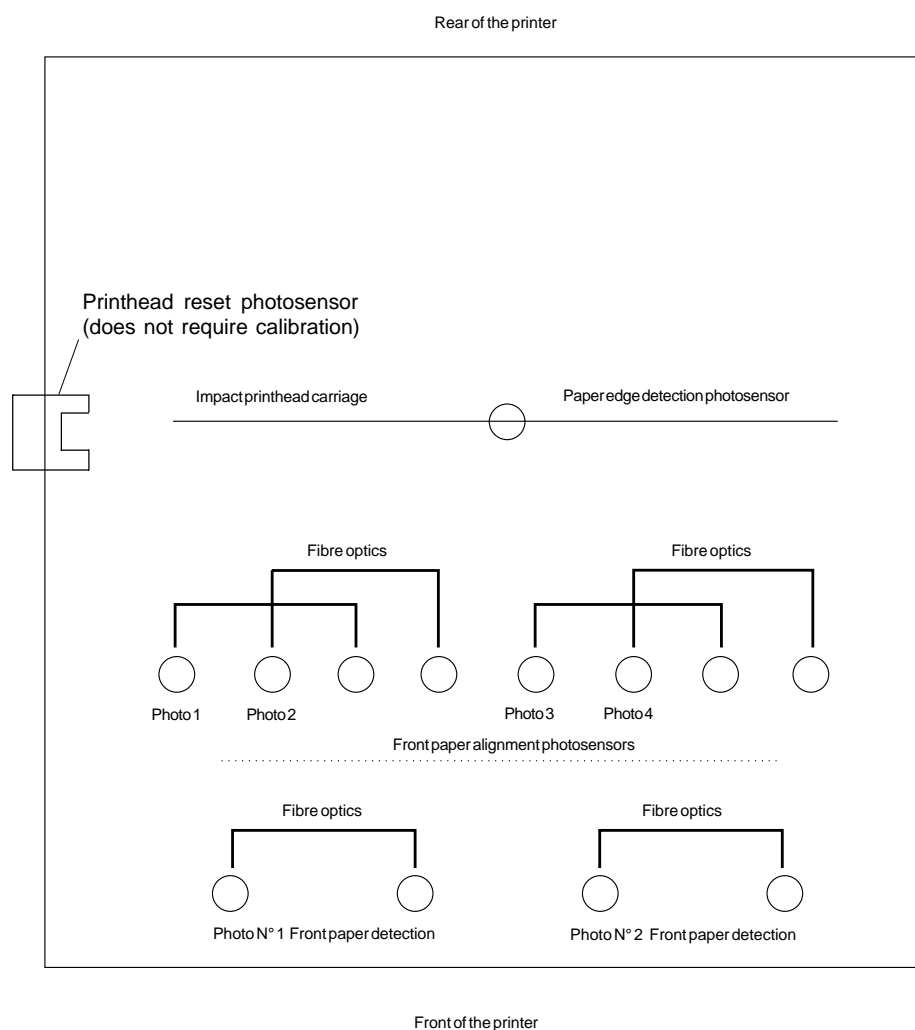 Rear of the printer
Printhead reset photosensor
(does not require calibration)
Impact printhead carriage
Paper edge detection photosensor
Fibre optics
Fibre optics
Photo 1
Photo 2
Photo 3
Photo 4
Front paper alignment photosensors
Fibre optics
Fibre optics
Photo N° 1 Front paper detection
Photo N° 2 Front paper detection
Front of the printer